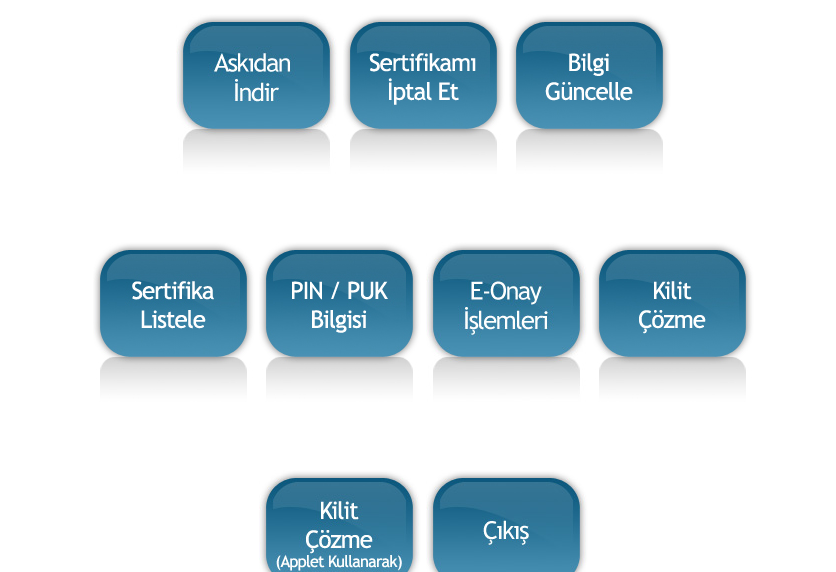 Askıdan
İndir
Sertifikamı
İptal Et
Bilgi
Güncelle
Sertifika
Listele
PIN / PUK
Bilgisi
E-Onay
İşlemleri
Kilit
Çözme
Kilit
Çözme
(Applet Kullanarak)
Çıkış